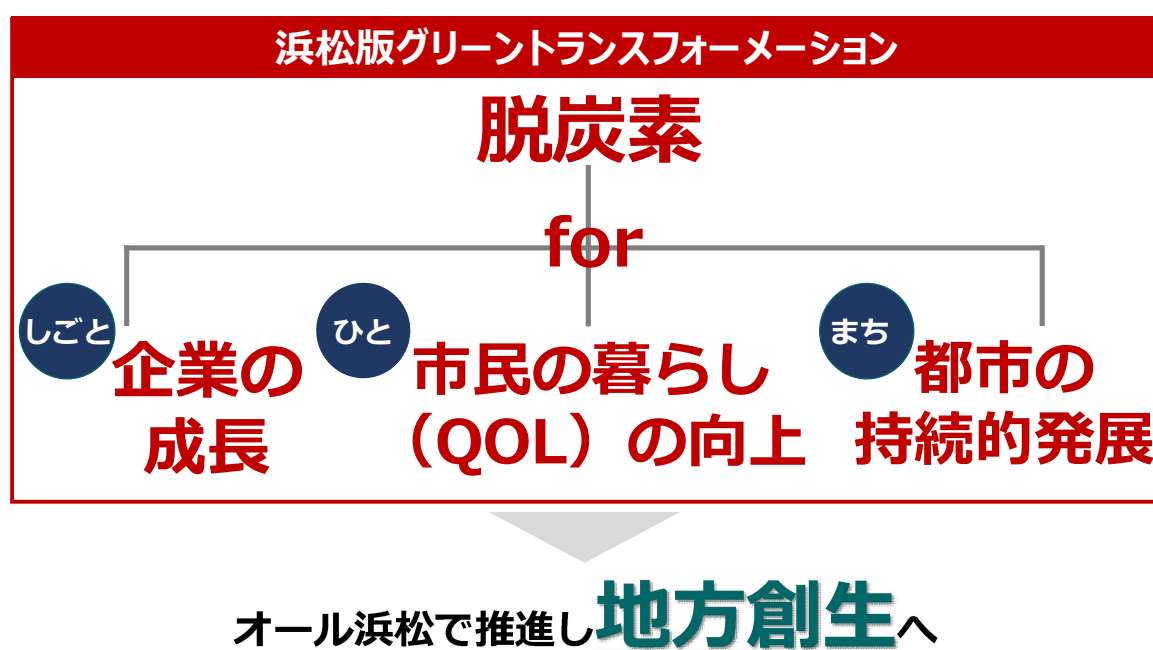 浜松版グリーントランスフォーメーション
脱炭素
for
しごと
企業の
成長
ひと
市民の暮らし
（QOL）の向上
まち
都市の
持続的発展
オール浜松で推進し地方創生へ